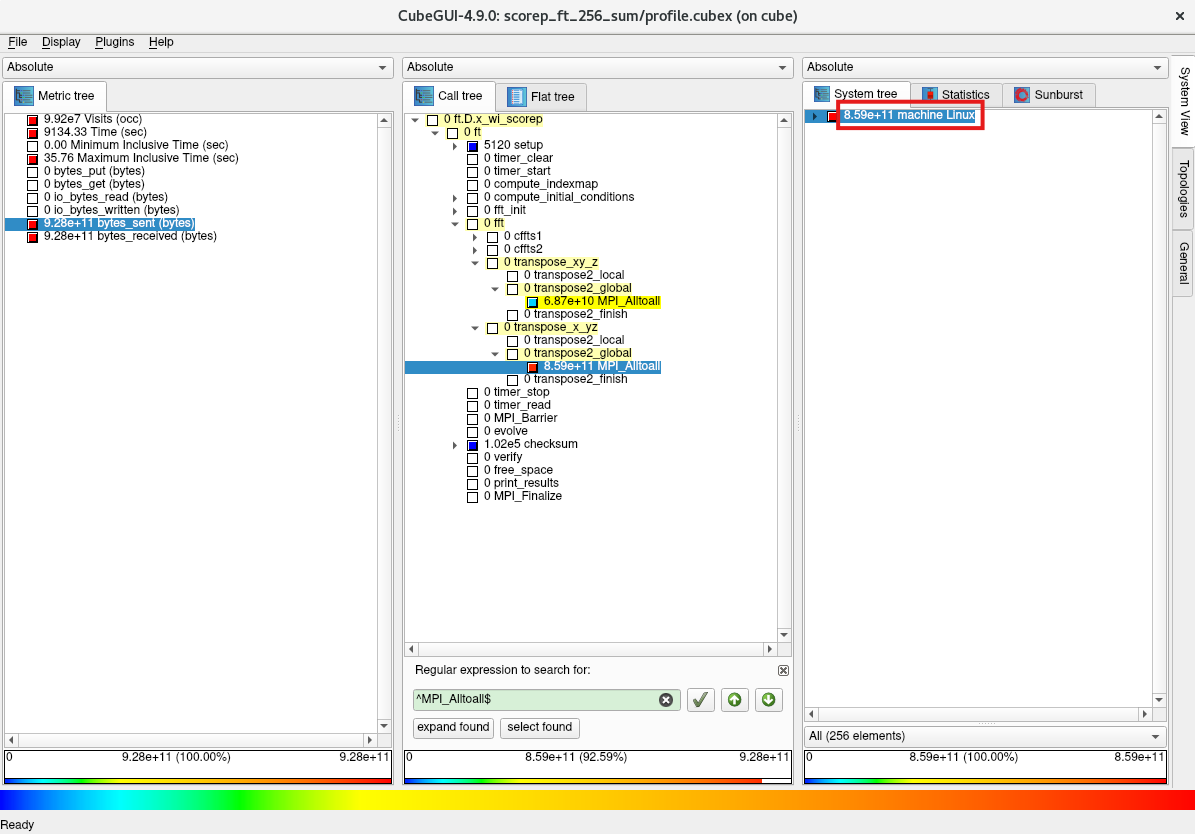 CubeGUI-4.9.0: scorep_ft_256_sum/profile.cubex (on cube)
File Display Plugins Help
Absolute
Metric tree
9.92e7 Visits (occ)
9134.33 Time (sec)
0.00 Minimum Inclusive Time (sec)
35.76 Maximum Inclusive Time (sec)
0 bytes_put (bytes)
0 bytes_get (bytes)
0 io_bytes_read (bytes)
0 io_bytes_written (bytes)
9.28e+11 bytes_sent (bytes)
9.28e+11 bytes_received (bytes)
0 9.28e+11 (100.00%) 9.28e+11
Absolute
Call tree Flat tree
0 ft.D.x_wi_scorep
0 ft
5120 setup
0 timer_clear
0 timer_start
0 compute_indexmap
0 compute_initial_conditions
0 fft_init
0 fft
0 cffts1
0 cffts2
0 transpose_xy_z
0 transpose2_local
0 transpose2_global
6.87e+10 MPI_Alltoall
0 transpose2_finish
0 transpose_x_yz
0 transpose2_local
0 transpose2_global
8.59e+11 MPI_Alltoall
0 transpose2_finish
0 timer_stop
0 timer_read
0 MPI_Barrier
0 evolve
1.02e5 checksum
0 verify
0 free_space
0 print_results
0 MPI_Finalize
Regular expression to search for:
^MPI_Alltoall$
expand found select found
0 8.59e+11 (92.59%) 9.28e+11
Absolute
System tree Statistics Sunburst
8.59e+11 machine Linux
All (256 elements)
0 8.59e+11 (100.00%) 8.59e+11
System View
Topologies
General
Ready